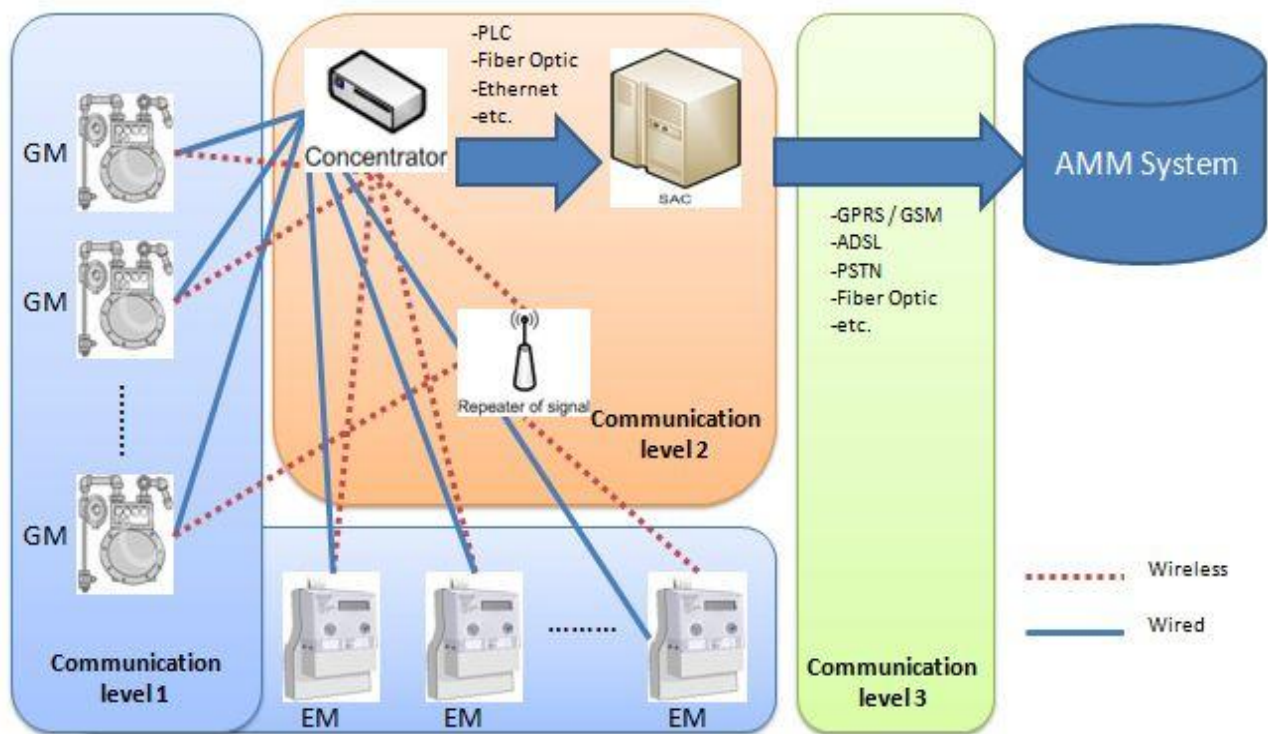 -PLC
-Fiber Optic
-Ethernet
-etc.
GM
Concentrator
SAC
AMM System
-GPRS / GSM
-ADSL
-PSTN
-Fiber Optic
-etc.
GM
Repeater of signal
Communication
level 2
GM
Wireless
Wired
Communication
level 1
Communication
level 3
EM
EM
EM